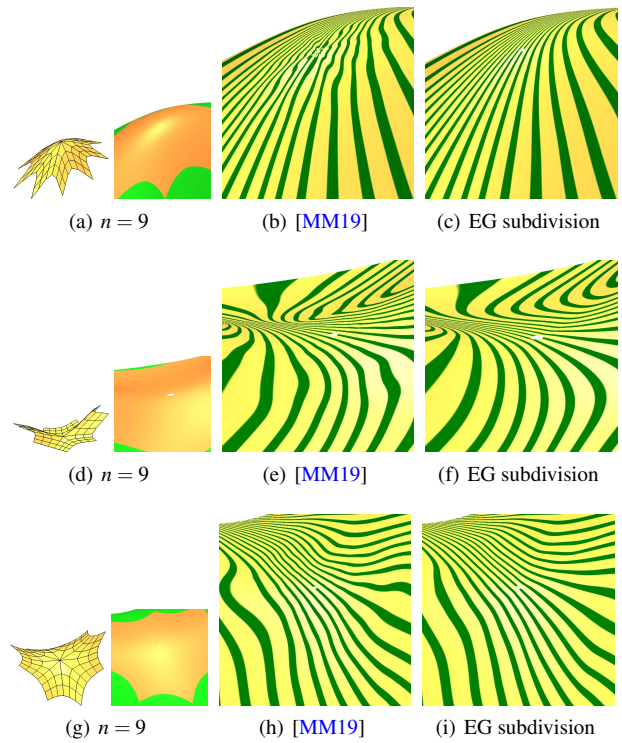 (a) n = 9 (b) [MM19] (c) EG subdivision
(d) n = 9 (e) [MM19] (f) EG subdivision
(g) n = 9 (h) [MM19] (i) EG subdivision